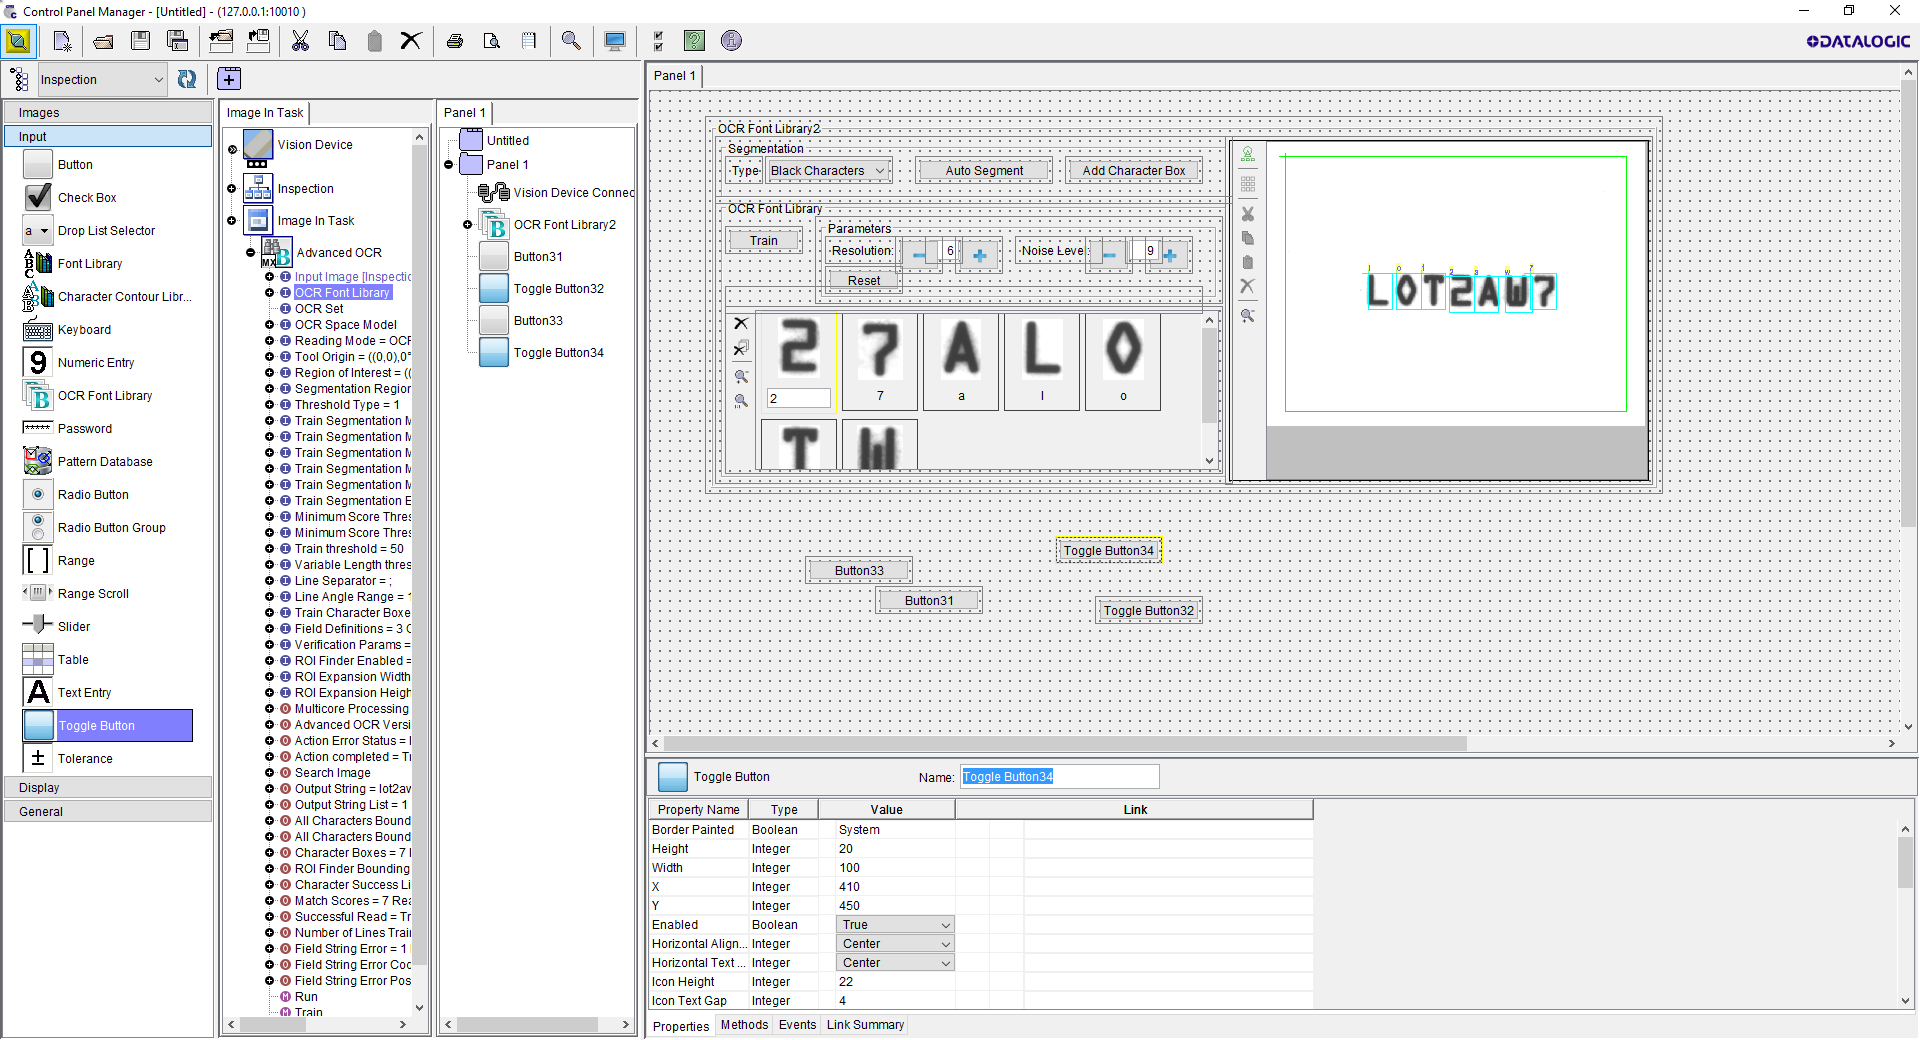 Control Panel Manager - [Untitled] - (127.0.0.1:10010 )
DATALOGIC
Inspection
Images
Input
Button
Check Box
Drop List Selector
Font Library
Character Contour Libr...
Keyboard
Numeric Entry
OCR Font Library
Password
Pattern Database
Radio Button
Radio Button Group
Range
Range Scroll
Slider
Table
Text Entry
Toggle Button
Tolerance
Display
General
Image In Task
Vision Device
Inspection
Image In Task
Advanced OCR
Input Image [Inspectic
OCR Font Library
OCR Set
OCR Space Model
Reading Mode = OCF
Tool Origin = ((0,0),0°
Region of Interest = ((
Segmentation Region
Threshold Type = 1
Train Segmentation M
Train Segmentation M
Train Segmentation M
Train Segmentation M
Train Segmentation M
Train Segmentation E
Minimum Score Thres
Minimum Score Thres
Train threshold = 50
Variable Length thres
Line Separator = ;
Line Angle Range = 1
Train Character Boxe
Field Definitions = 3 C
Verification Params =
ROI Finder Enabled =
ROI Expansion Width
ROI Expansion Heigh
Multicore Processing
Advanced OCR Versi
Action Error Status = I
Action completed = Tr
Search Image
Output String = lot2aw
Output String List = 1
All Characters Bound
All Characters Bound
Character Boxes = 7 I
ROI Finder Bounding
Character Success Li
Match Scores = 7 Rea
Successful Read = Tr
Number of Lines Trai
Field String Error = 1
Field String Error Coc
Field String Error Pos
Run
Train
Panel 1
Untitled
Panel 1
Vision Device Connec
OCR Font Library2
Button31
Toggle Button32
Button33
Toggle Button34
Panel 1
OCR Font Library2
Segmentation
Type Black Characters Auto Segment Add Character Box
OCR Font Library
Train
Parameters
Resolution: 6 Noise Level: 9
Reset
2 7 A L O
2 7 a l o
T W
l o t 2 a w 7
LOT2AW7
Toggle Button34
Button33
Button31
Toggle Button32
Toggle Button Name: Toggle Button34
Property Name Type Value Link
Border Painted Boolean System
Height Integer 20
Width Integer 100
X Integer 410
Y Integer 450
Enabled Boolean True
Horizontal Align... Integer Center
Horizontal Text ... Integer Center
Icon Height Integer 22
Icon Text Gap Integer 4
Properties Methods Events Link Summary